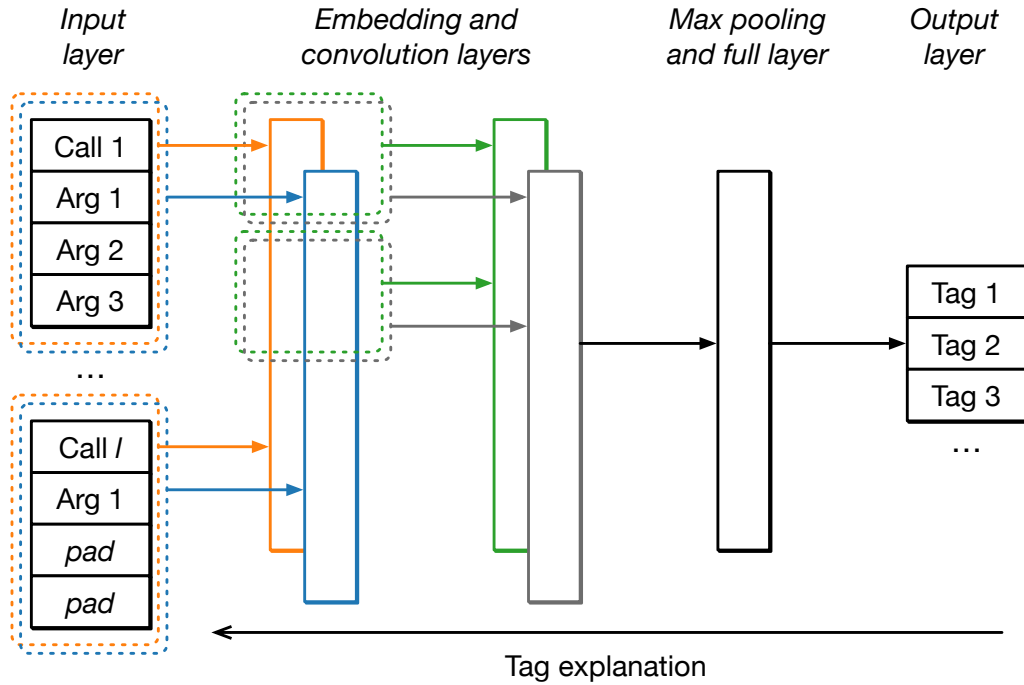 Input
layer
Embedding and
convolution layers
Max pooling
and full layer
Output
layer
Call 1
Arg 1
Arg 2
Arg 3
...
Call l
Arg 1
pad
pad
Tag 1
Tag 2
Tag 3
...
Tag explanation